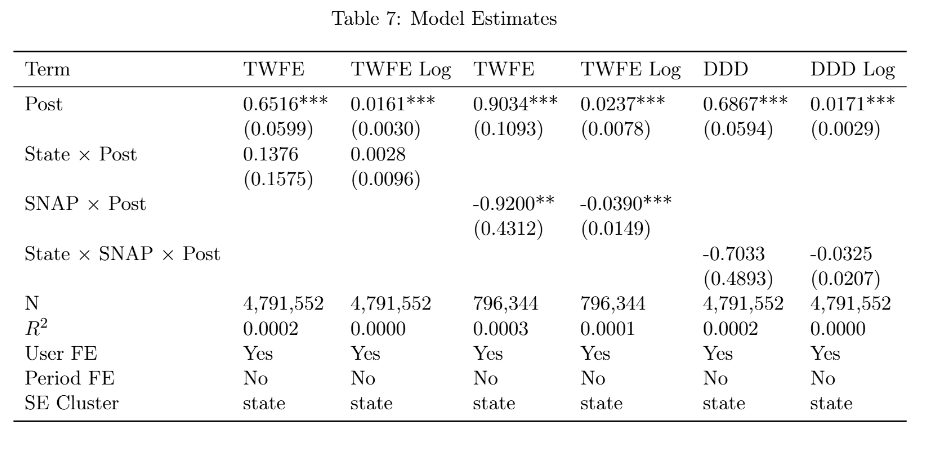 Table 7: Model Estimates
Term TWFE TWFE Log TWFE TWFE Log DDD DDD Log
Post 0.6516*** 0.0161*** 0.9034*** 0.0237*** 0.6867*** 0.0171***
(0.0599) (0.0030) (0.1093) (0.0078) (0.0594) (0.0029)
State × Post 0.1376 0.0028
(0.1575) (0.0096)
SNAP × Post -0.9200** -0.0390***
(0.4312) (0.0149)
State × SNAP × Post -0.7033 -0.0325
(0.4893) (0.0207)
N 4,791,552 4,791,552 796,344 796,344 4,791,552 4,791,552
R² 0.0002 0.0000 0.0003 0.0001 0.0002 0.0000
User FE Yes Yes Yes Yes Yes Yes
Period FE No No No No No No
SE Cluster state state state state state state